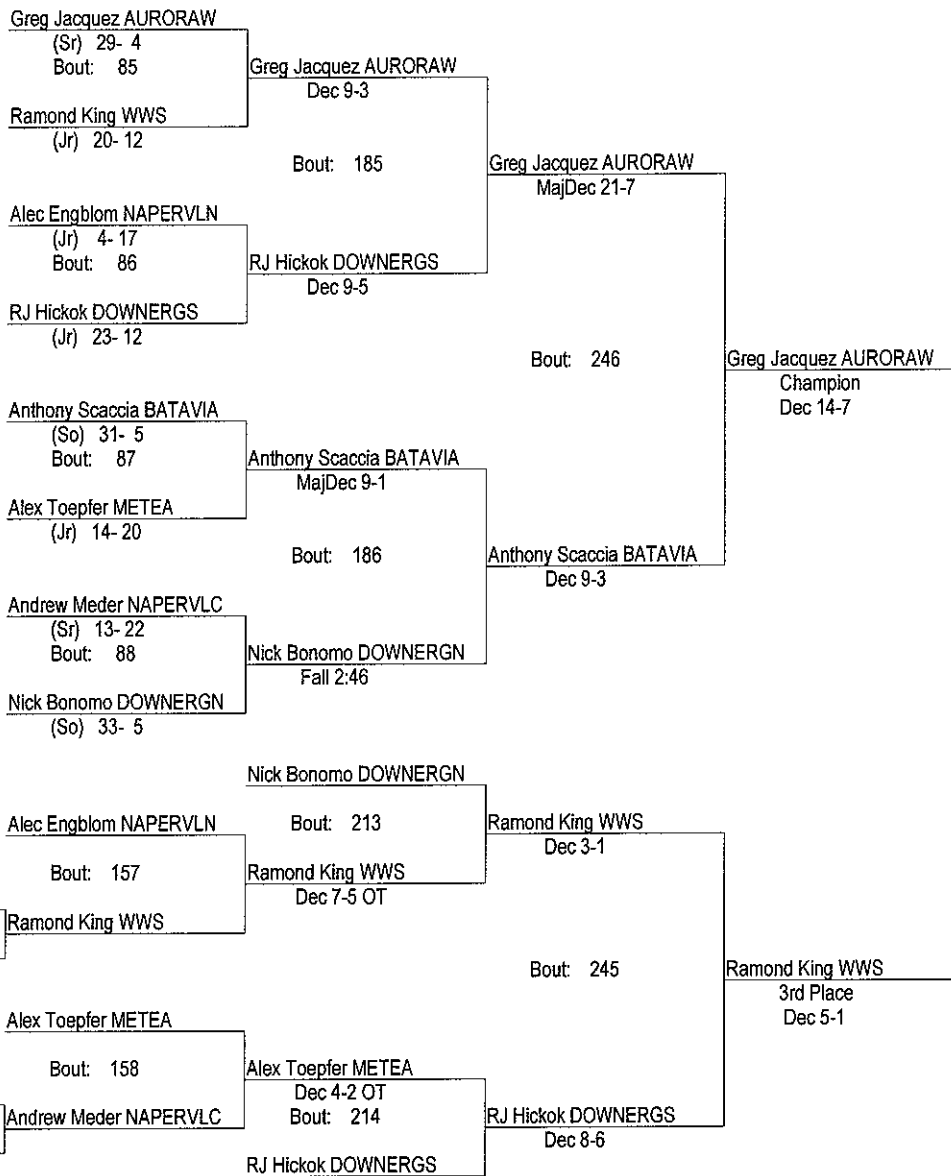 Greg Jacquez AURORAW
(Sr) 29- 4
Bout: 85
Greg Jacquez AURORAW
Dec 9-3
Ramond King WWS
(Jr) 20- 12
Bout: 185
Greg Jacquez AURORAW
MajDec 21-7
Alec Engblom NAPERVLN
(Jr) 4- 17
Bout: 86
RJ Hickok DOWNERGS
Dec 9-5
RJ Hickok DOWNERGS
(Jr) 23- 12
Bout: 246
Greg Jacquez AURORAW
Champion
Dec 14-7
Anthony Scaccia BATAVIA
(So) 31- 5
Bout: 87
Anthony Scaccia BATAVIA
MajDec 9-1
Alex Toepfer METEA
(Jr) 14- 20
Bout: 186
Anthony Scaccia BATAVIA
Dec 9-3
Andrew Meder NAPERVLC
(Sr) 13- 22
Bout: 88
Nick Bonomo DOWNERGN
Fall 2:46
Nick Bonomo DOWNERGN
(So) 33- 5
Nick Bonomo DOWNERGN
Alec Engblom NAPERVLN
Bout: 213
Ramond King WWS
Dec 3-1
Bout: 157
Ramond King WWS
Dec 7-5 OT
Ramond King WWS
Bout: 245
Ramond King WWS
3rd Place
Dec 5-1
Alex Toepfer METEA
Bout: 158
Alex Toepfer METEA
Dec 4-2 OT
Andrew Meder NAPERVLC
Bout: 214
RJ Hickok DOWNERGS
Dec 8-6
RJ Hickok DOWNERGS